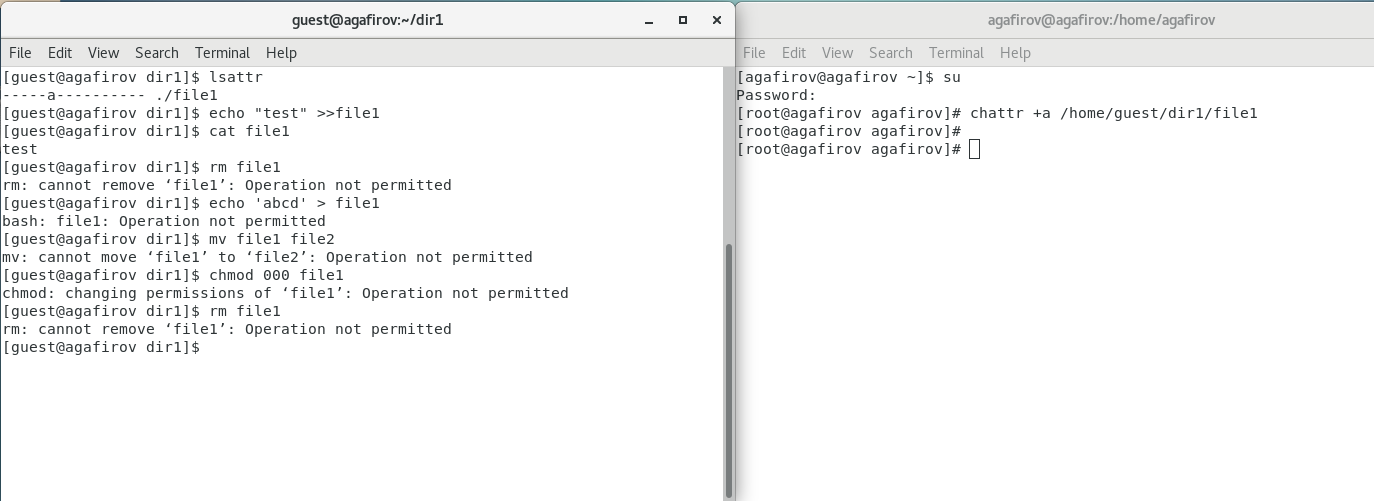 guest@agafirov:~/dir1
File Edit View Search Terminal Help
[guest@agafirov dir1]$ lsattr
-----a---------- ./file1
[guest@agafirov dir1]$ echo "test" >>file1
[guest@agafirov dir1]$ cat file1
test
[guest@agafirov dir1]$ rm file1
rm: cannot remove ‘file1’: Operation not permitted
[guest@agafirov dir1]$ echo 'abcd' > file1
bash: file1: Operation not permitted
[guest@agafirov dir1]$ mv file1 file2
mv: cannot move ‘file1’ to ‘file2’: Operation not permitted
[guest@agafirov dir1]$ chmod 000 file1
chmod: changing permissions of ‘file1’: Operation not permitted
[guest@agafirov dir1]$ rm file1
rm: cannot remove ‘file1’: Operation not permitted
[guest@agafirov dir1]$
agafirov@agafirov:/home/agafirov
File Edit View Search Terminal Help
[agafirov@agafirov ~]$ su
Password:
[root@agafirov agafirov]# chattr +a /home/guest/dir1/file1
[root@agafirov agafirov]#
[root@agafirov agafirov]#